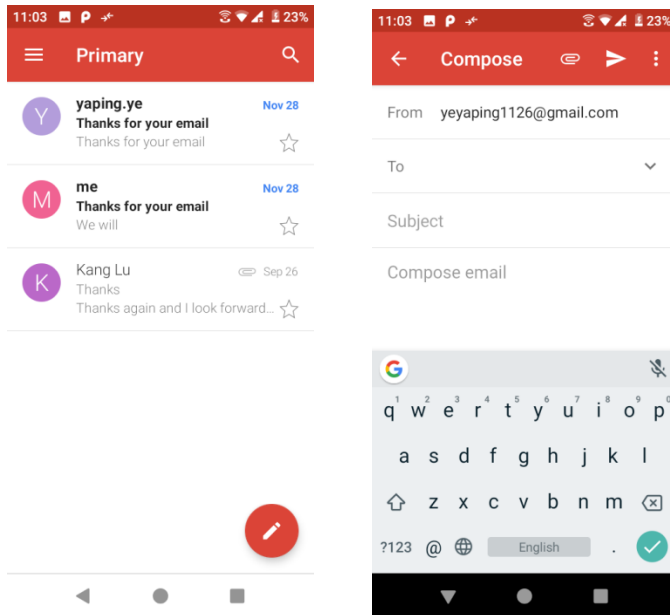 11:03 23%
Primary
Y yaping.ye Nov 28
Thanks for your email
Thanks for your email
M me Nov 28
Thanks for your email
We will
K Kang Lu Sep 26
Thanks
Thanks again and I look forward...
11:03 23%
Compose
From yeyaping1126@gmail.com
To
Subject
Compose email
G
1 2 3 4 5 6 7 8 9 0
q w e r t y u i o p
a s d f g h j k l
z x c v b n m
?123 @ English .